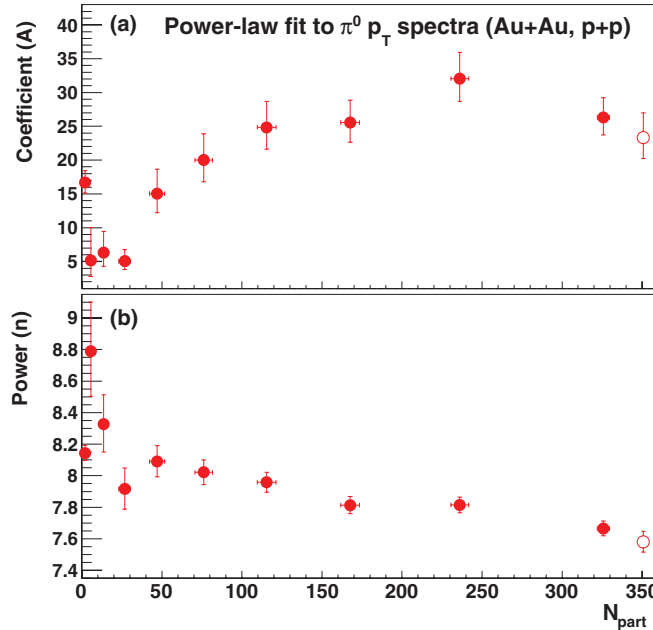 (a) Power-law fit to π⁰ p_T spectra (Au+Au, p+p)
Coefficient (A)
40
35
30
25
20
15
10
5
(b)
Power (n)
9
8.8
8.6
8.4
8.2
8
7.8
7.6
7.4
0 50 100 150 200 250 300 350
N_part